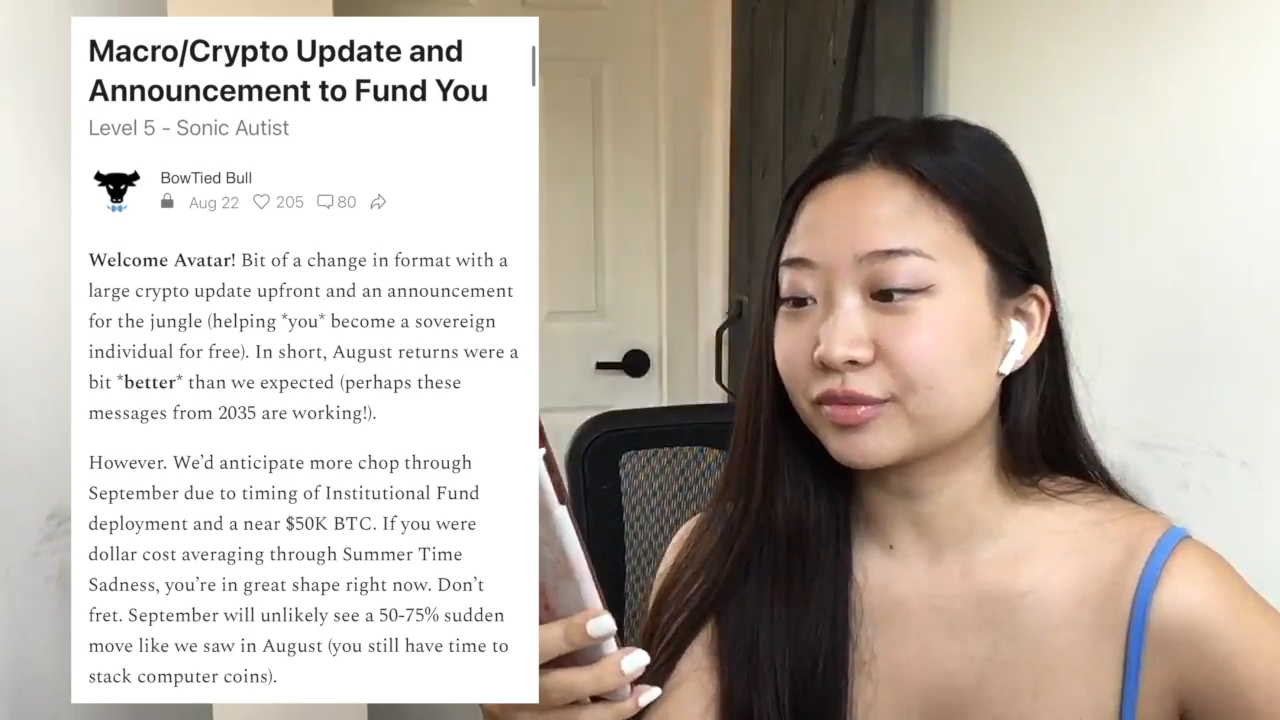 Macro/Crypto Update and
Announcement to Fund You
Level 5 - Sonic Autist
BowTied Bull
Aug 22 205 80
Welcome Avatar! Bit of a change in format with a
large crypto update upfront and an announcement
for the jungle (helping *you* become a sovereign
individual for free). In short, August returns were a
bit *better* than we expected (perhaps these
messages from 2035 are working!).
However. We’d anticipate more chop through
September due to timing of Institutional Fund
deployment and a near $50K BTC. If you were
dollar cost averaging through Summer Time
Sadness, you’re in great shape right now. Don’t
fret. September will unlikely see a 50-75% sudden
move like we saw in August (you still have time to
stack computer coins).